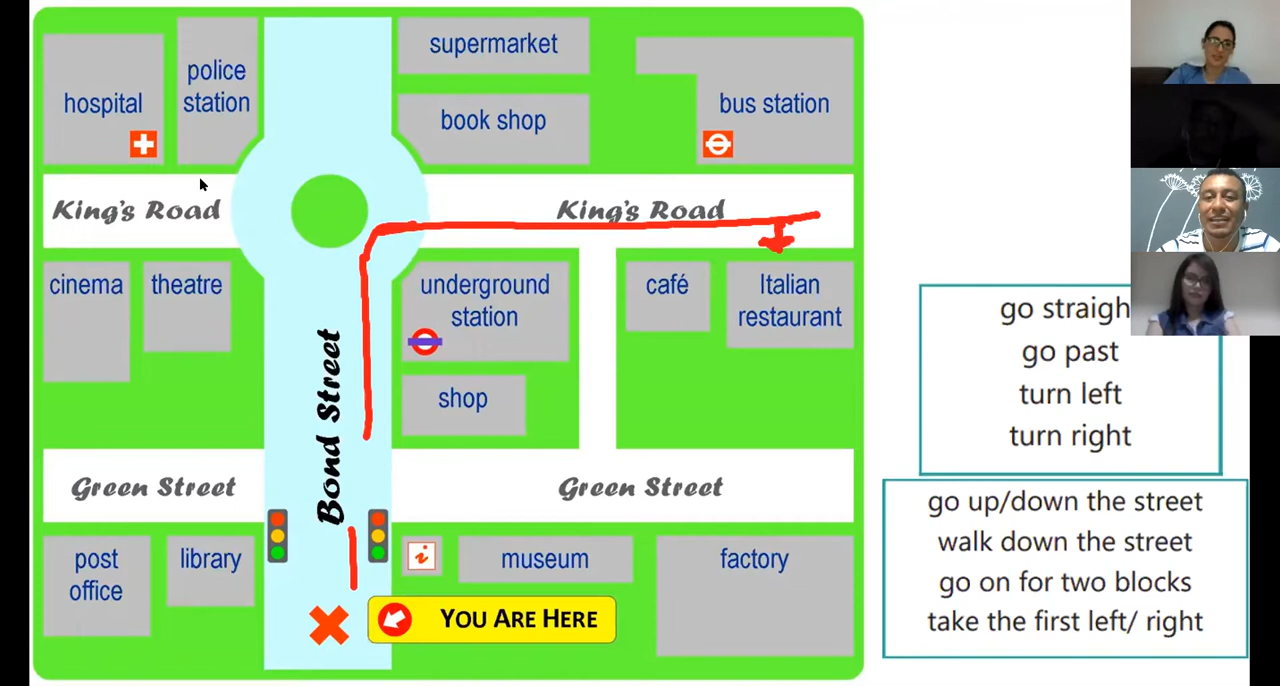 hospital
police
station
supermarket
book shop
bus station
King's Road
King's Road
cinema
theatre
underground
station
café
Italian
restaurant
shop
Bond Street
Green Street
Green Street
post
office
library
i
museum
factory
YOU ARE HERE
go straigh
go past
turn left
turn right
go up/down the street
walk down the street
go on for two blocks
take the first left/ right